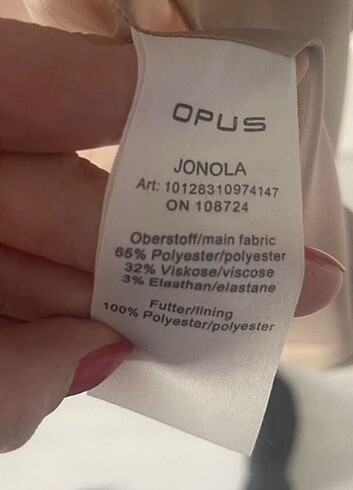 OPUS
JONOLA
Art: 10128310974147
ON 108724
Oberstoff/main fabric
65% Polyester/polyester
32% Viskose/viscose
3% Elasthan/elastane
Futter/lining
100% Polyester/polyester